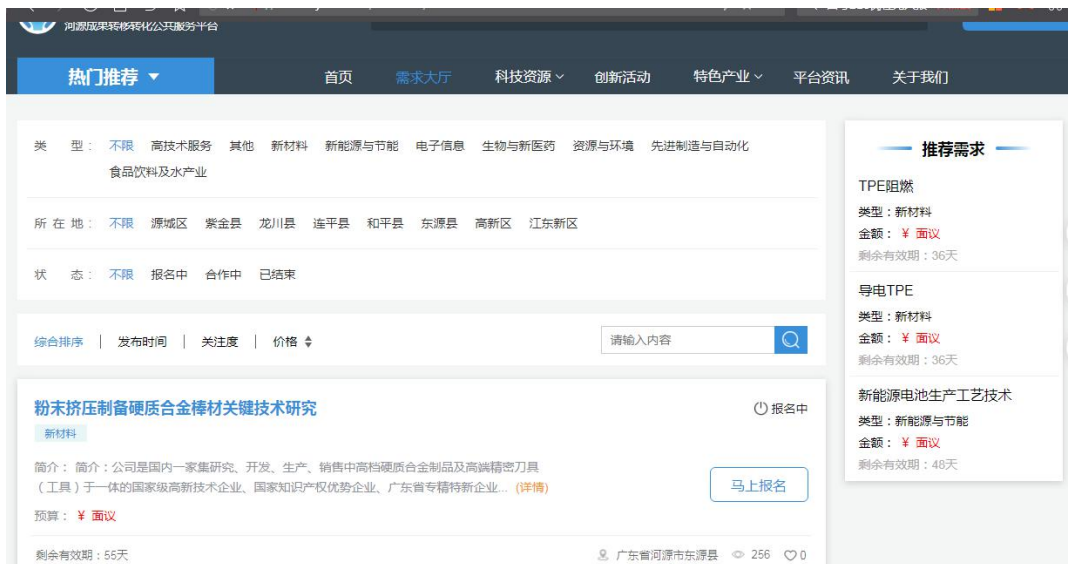 河源成果转移转化公共服务平台
热门推荐 首页 需求大厅 科技资源 创新活动 特色产业 平台资讯 关于我们
类 型： 不限 高技术服务 其他 新材料 新能源与节能 电子信息 生物与新医药 资源与环境 先进制造与自动化
食品饮料及水产业
所在地： 不限 源城区 紫金县 龙川县 连平县 和平县 东源县 高新区 江东新区
状 态： 不限 报名中 合作中 已结束
综合排序 | 发布时间 | 关注度 | 价格 请输入内容
粉末挤压制备硬质合金棒材关键技术研究 报名中
新材料
简介： 简介：公司是国内一家集研究、开发、生产、销售中高档硬质合金制品及高端精密刀具
（工具）于一体的国家级高新技术企业、国家知识产权优势企业、广东省专精特新企业... (详情)
马上报名
预算： ¥ 面议
剩余有效期：55天 广东省河源市东源县 256 0
推荐需求
TPE阻燃
类型：新材料
金额： ¥ 面议
剩余有效期：36天
导电TPE
类型：新材料
金额： ¥ 面议
剩余有效期：36天
新能源电池生产工艺技术
类型：新能源与节能
金额： ¥ 面议
剩余有效期：48天